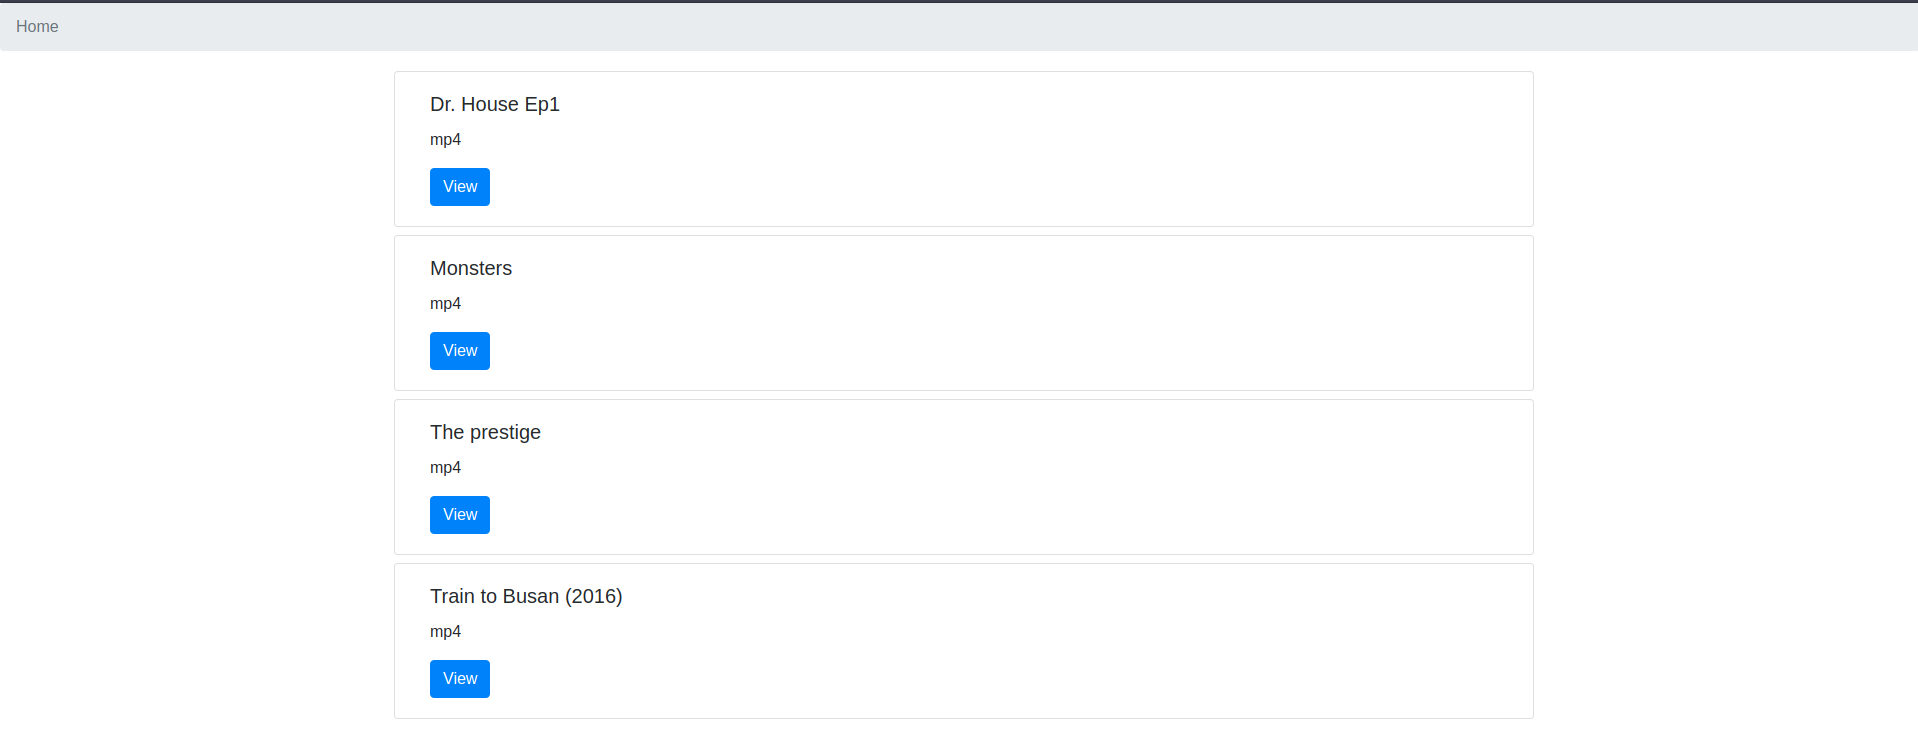 Home
Dr. House Ep1
mp4
View
Monsters
mp4
View
The prestige
mp4
View
Train to Busan (2016)
mp4
View